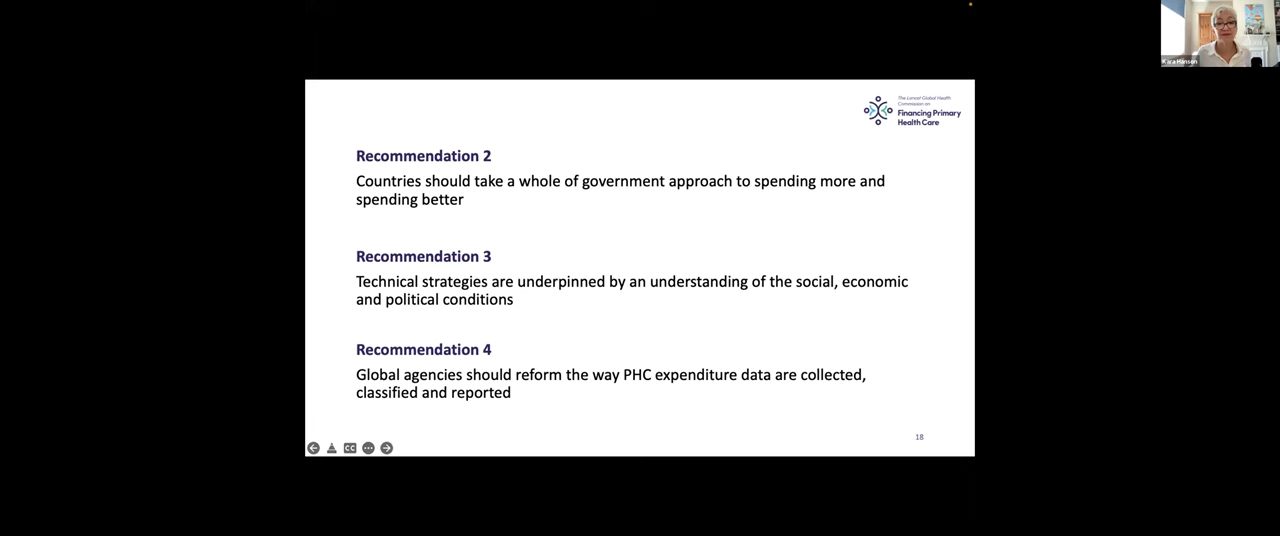 Kara Hanson
The Lancet Global Health
Commission on
Financing Primary
Health Care
Recommendation 2
Countries should take a whole of government approach to spending more and
spending better
Recommendation 3
Technical strategies are underpinned by an understanding of the social, economic
and political conditions
Recommendation 4
Global agencies should reform the way PHC expenditure data are collected,
classified and reported
18
CC